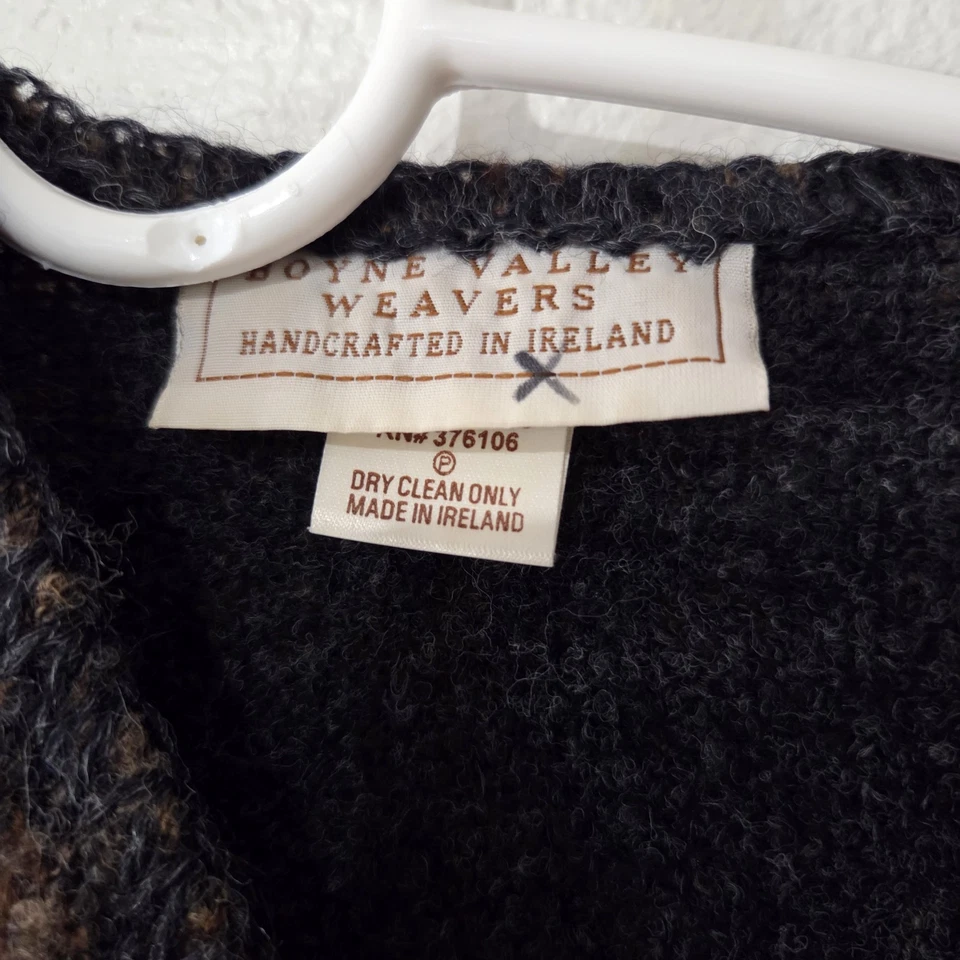 BOYNE VALLEY
WEAVERS
HANDCRAFTED IN IRELAND
RN# 376106
P
DRY CLEAN ONLY
MADE IN IRELAND